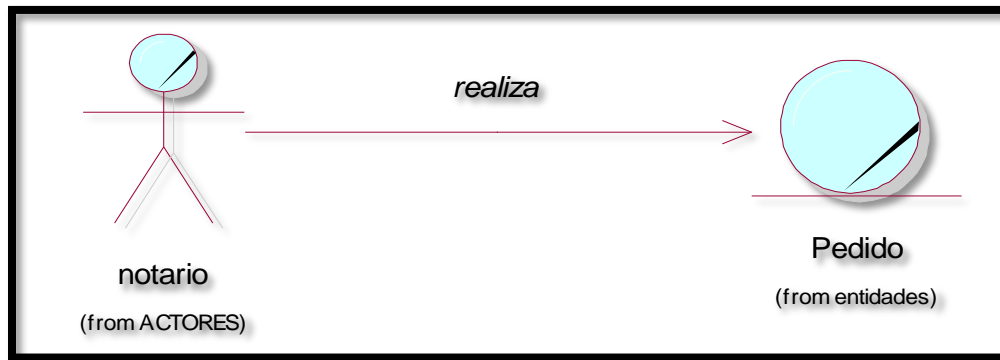 realiza
notario
(from ACTORES)
Pedido
(from entidades)